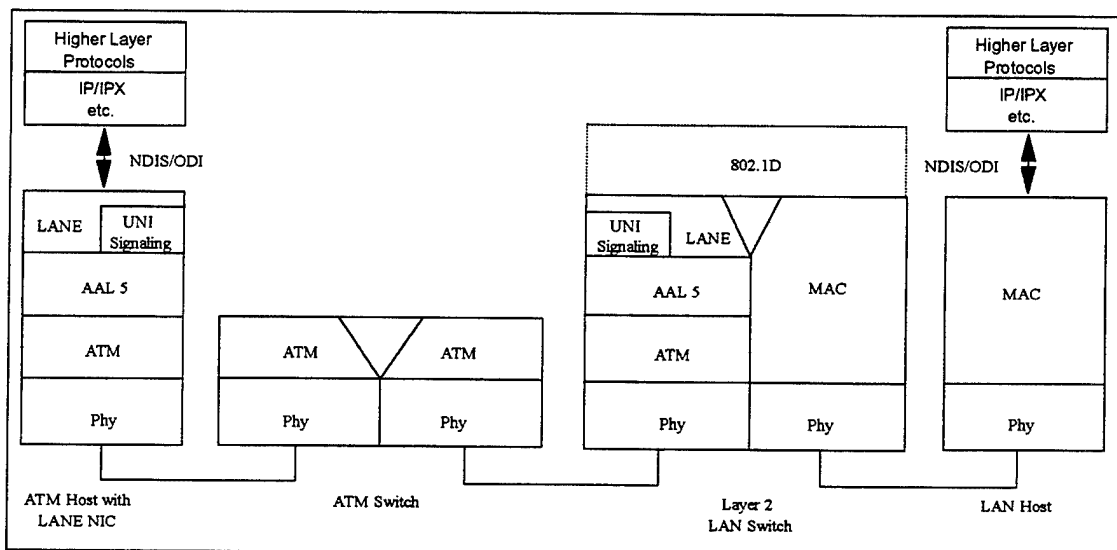 Higher Layer
Protocols
IP/IPX
etc.
NDIS/ODI
LANE
UNI
Signaling
AAL 5
ATM
Phy
ATM Host with
LANE NIC
ATM
ATM
Phy
Phy
ATM Switch
802.1D
UNI
Signaling
LANE
AAL 5
ATM
Phy
MAC
Phy
Layer 2
LAN Switch
Higher Layer
Protocols
IP/IPX
etc.
NDIS/ODI
MAC
Phy
LAN Host